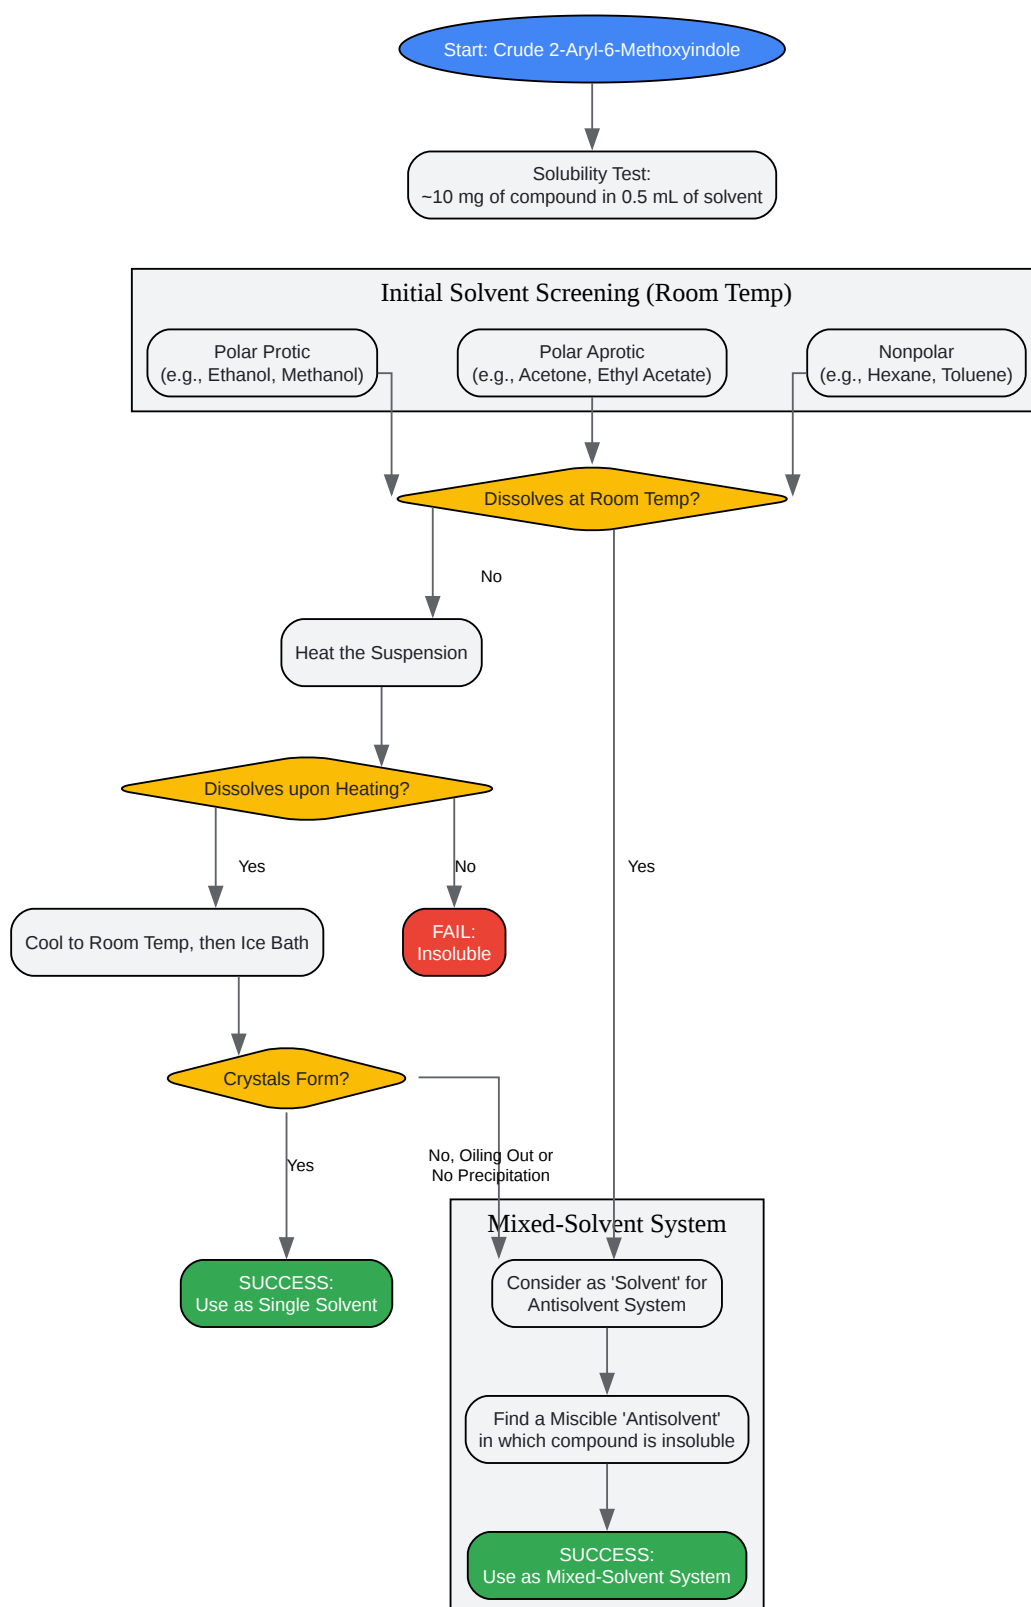 Start: Crude 2-Aryl-6-Methoxyindole
Solubility Test:
~10 mg of compound in 0.5 mL of solvent
Initial Solvent Screening (Room Temp)
Polar Protic
(e.g., Ethanol, Methanol)
Polar Aprotic
(e.g., Acetone, Ethyl Acetate)
Nonpolar
(e.g., Hexane, Toluene)
Dissolves at Room Temp?
No
Heat the Suspension
Dissolves upon Heating?
Yes
No
Yes
Cool to Room Temp, then Ice Bath
FAIL:
Insoluble
Crystals Form?
Yes
No, Oiling Out or
No Precipitation
Mixed-Solvent System
SUCCESS:
Use as Single Solvent
Consider as 'Solvent' for
Antisolvent System
Find a Miscible 'Antisolvent'
in which compound is insoluble
SUCCESS:
Use as Mixed-Solvent System